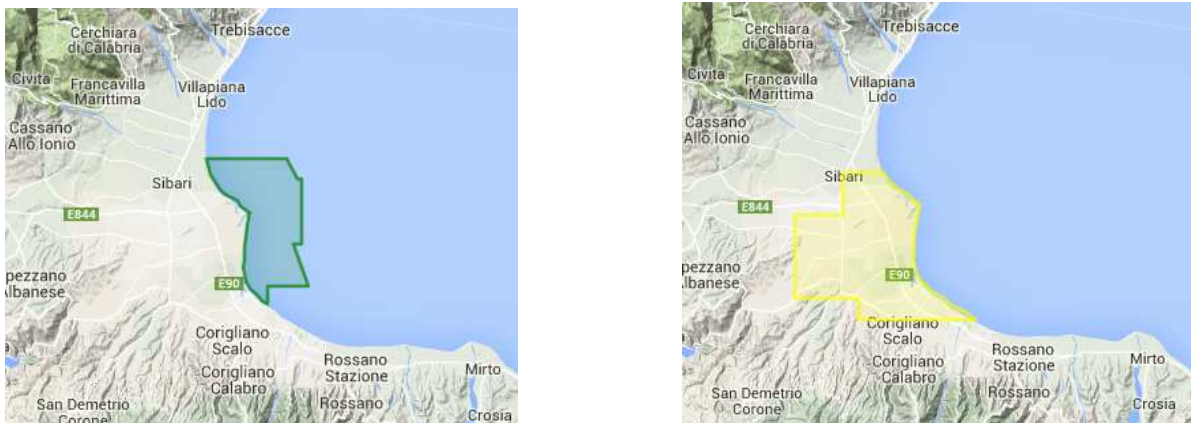 Trebisacce
Cerchiara
di Calabria
Civita
Francavilla
Marittima
Villapiana
Lido
Cassano
Allo Ionio
Sibari
E844
pezzano
Albanese
E90
Corigliano
Scalo
Rossano
Stazione
Mirto
Corigliano
Calabro
San Demetrio
Corone
Rossano
Crosia
Trebisacce
Cerchiara
di Calabria
Civita
Francavilla
Marittima
Villapiana
Lido
Cassano
Allo Ionio
Sibari
E844
pezzano
Albanese
E90
Corigliano
Scalo
Rossano
Stazione
Mirto
Corigliano
Calabro
San Demetrio
Corone
Rossano
Crosia